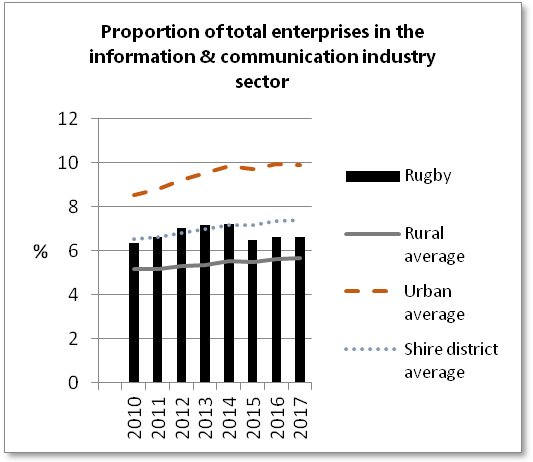 Proportion of total enterprises in the
information & communication industry
sector
12
10
8
6
4
2
0
%
2010
2011
2012
2013
2014
2015
2016
2017
Rugby
Rural
average
Urban
average
Shire district
average